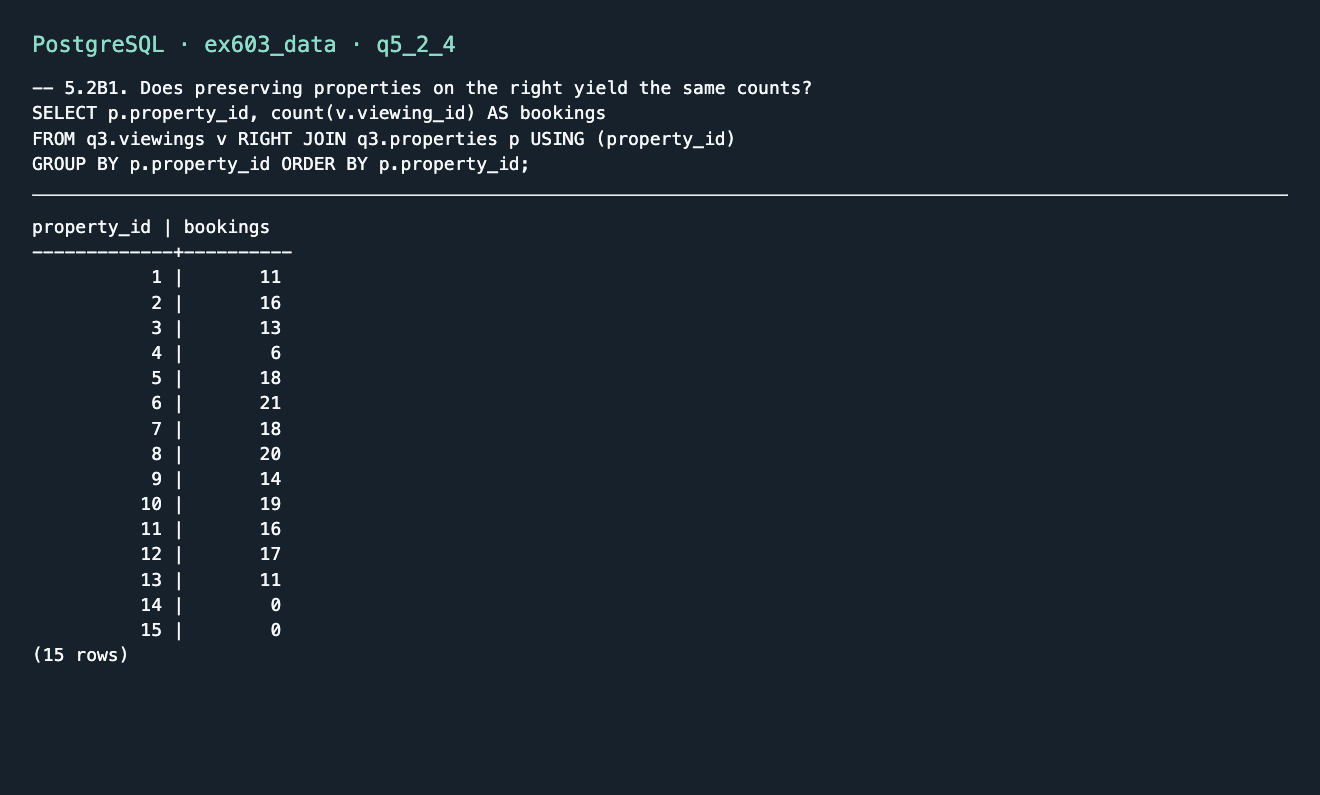 PostgreSQL · ex603_data · q5_2_4
-- 5.2B1. Does preserving properties on the right yield the same counts?
SELECT p.property_id, count(v.viewing_id) AS bookings
FROM q3.viewings v RIGHT JOIN q3.properties p USING (property_id)
GROUP BY p.property_id ORDER BY p.property_id;
property_id | bookings
-------------+----------
           1 |       11
           2 |       16
           3 |       13
           4 |        6
           5 |       18
           6 |       21
           7 |       18
           8 |       20
           9 |       14
          10 |       19
          11 |       16
          12 |       17
          13 |       11
          14 |        0
          15 |        0
(15 rows)